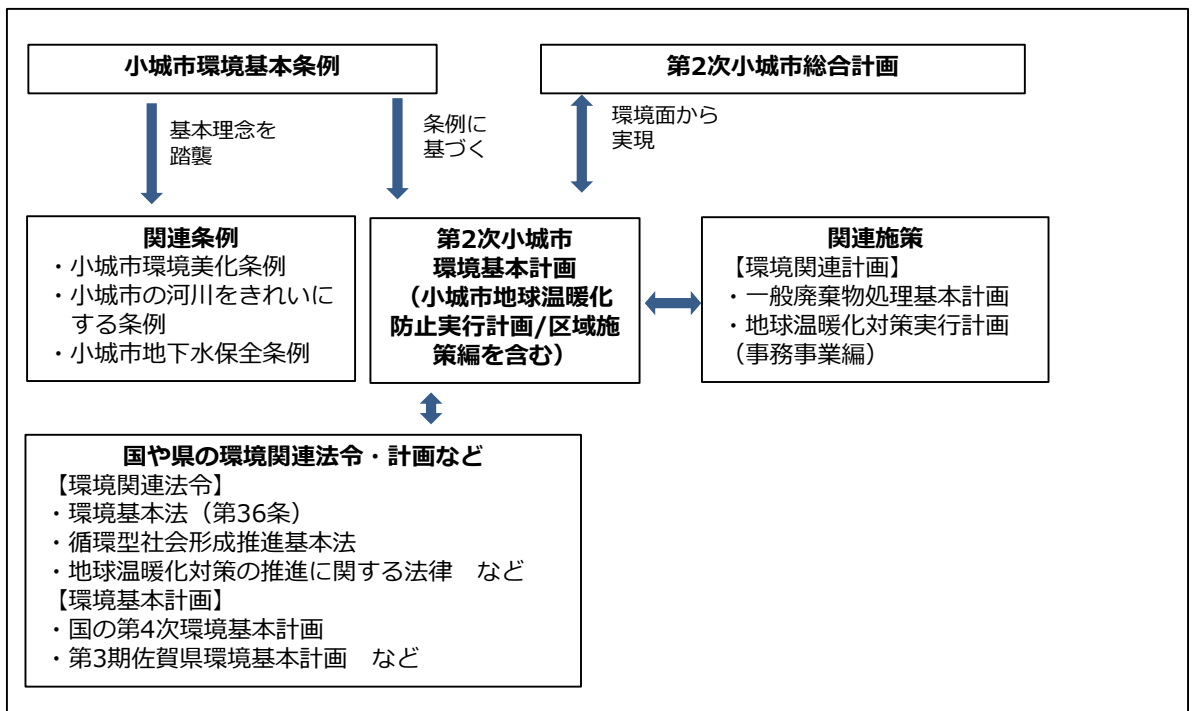 小城市環境基本条例
第2次小城市総合計画
基本理念を
踏襲
条例に
基づく
環境面から
実現
関連条例
・小城市環境美化条例
・小城市の河川をきれいに
する条例
・小城市地下水保全条例
第2次小城市
環境基本計画
（小城市地球温暖化
防止実行計画/区域施
策編を含む）
関連施策
【環境関連計画】
・一般廃棄物処理基本計画
・地球温暖化対策実行計画
（事務事業編）
国や県の環境関連法令・計画など
【環境関連法令】
・環境基本法（第36条）
・循環型社会形成推進基本法
・地球温暖化対策の推進に関する法律　など
【環境基本計画】
・国の第4次環境基本計画
・第3期佐賀県環境基本計画　など